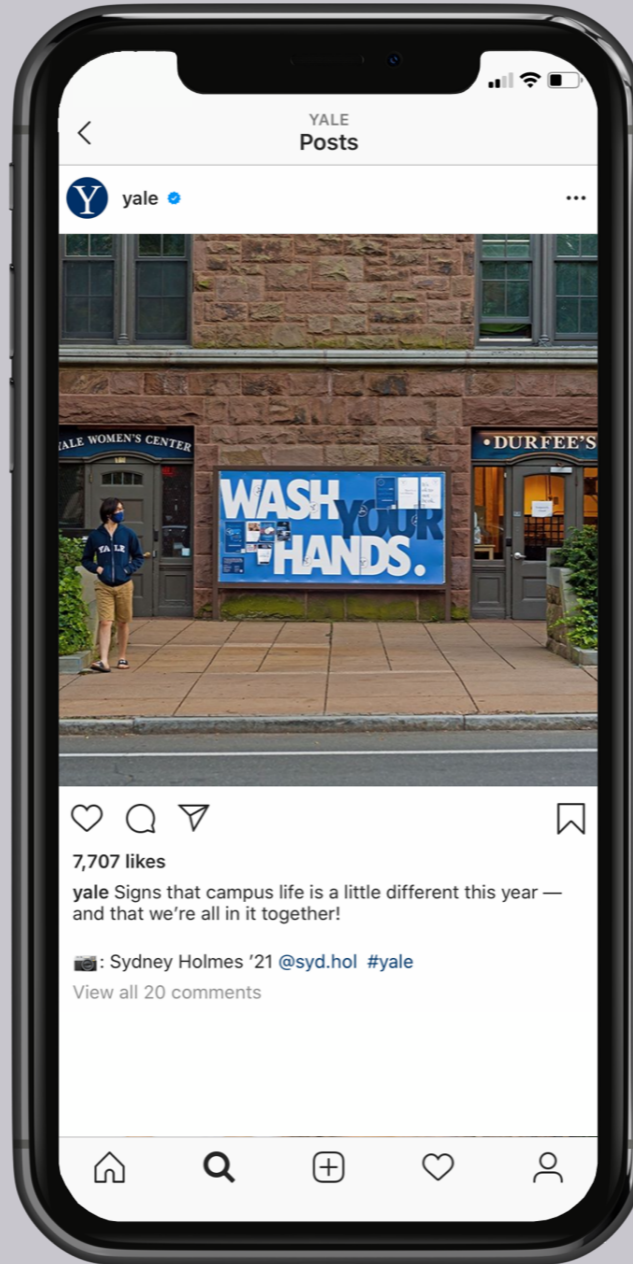 YALE
Posts
Y yale
YALE WOMEN'S CENTER
• DURFEE'S
WASH
YOUR
HANDS.
YALE
7,707 likes
yale Signs that campus life is a little different this year —
and that we're all in it together!
: Sydney Holmes '21 @syd.hol #yale
View all 20 comments